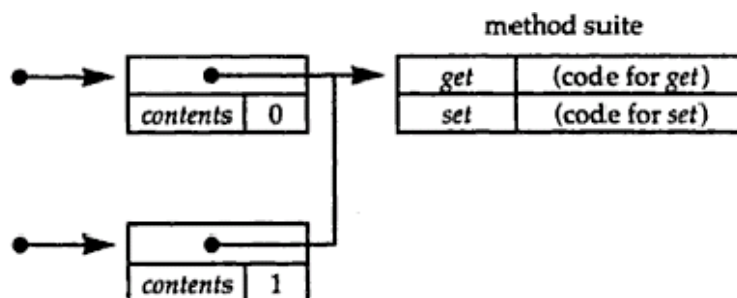 method suite
get (code for get)
contents 0
set (code for set)
contents 1